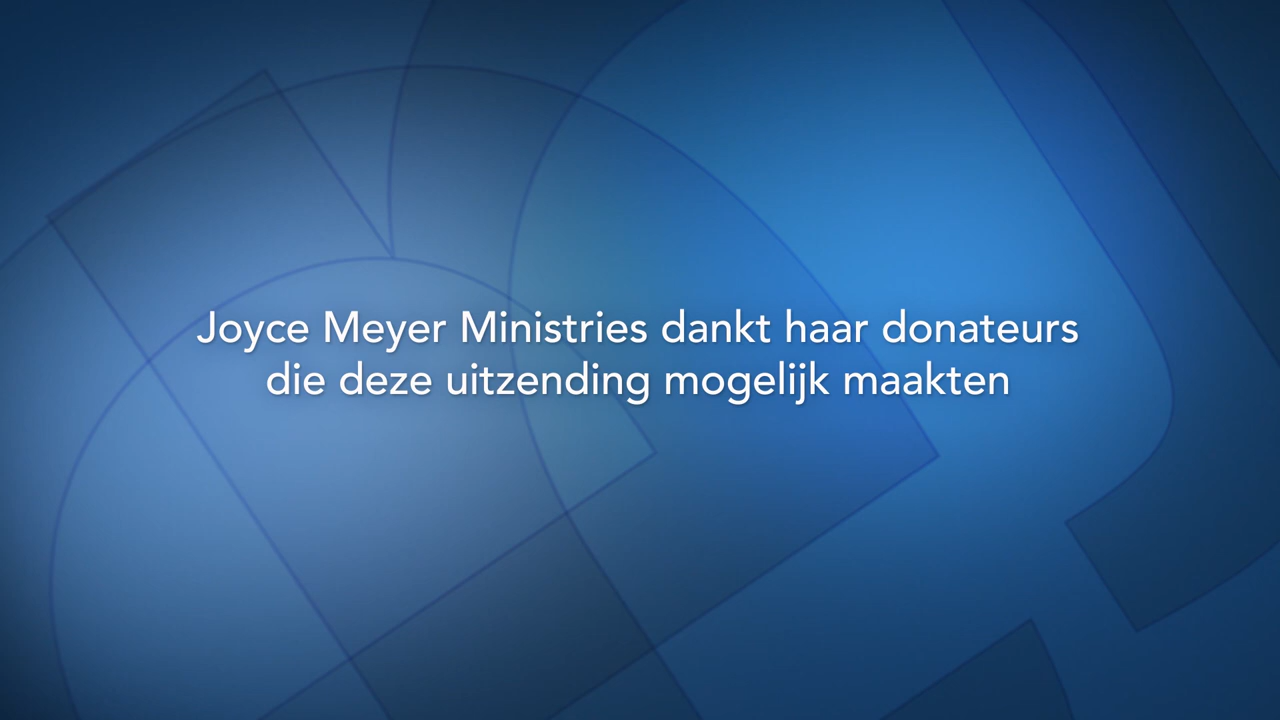 Joyce Meyer Ministries dankt haar donateurs
die deze uitzending mogelijk maakten